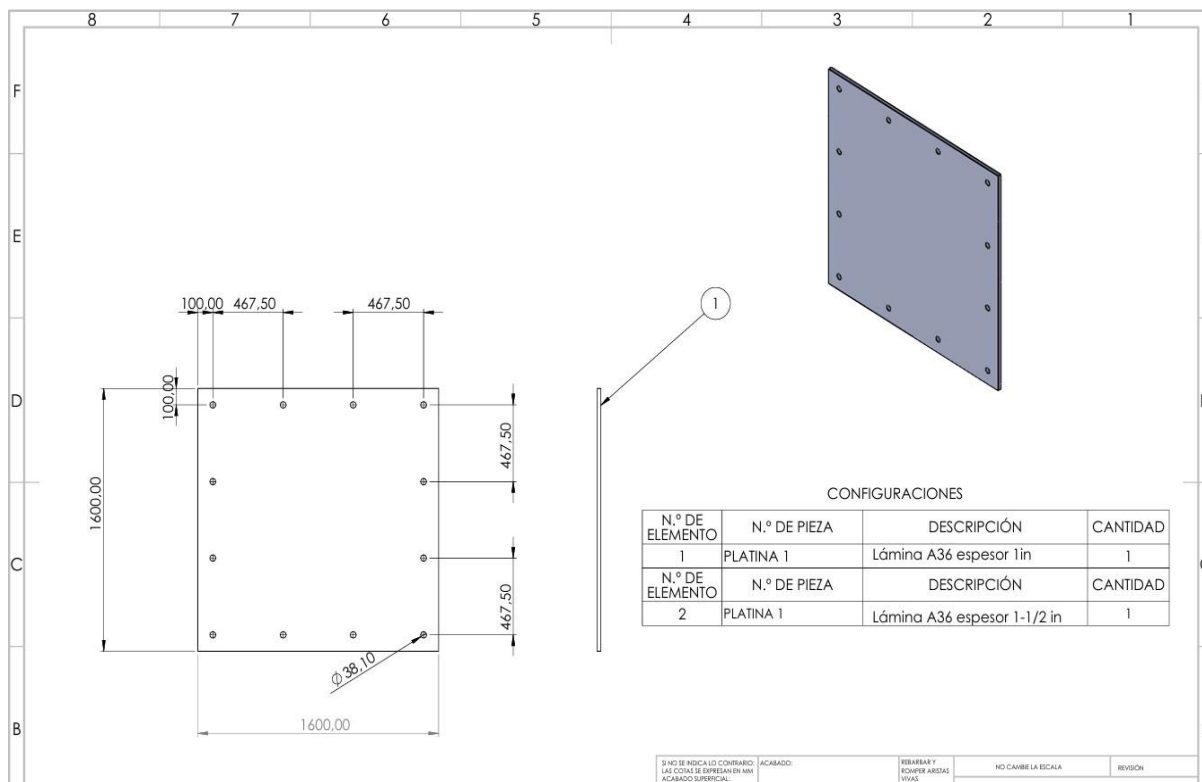 8 7 6 5 4 3 2 1
F
E
D
C
B
100,00 467,50 467,50
1
100,00
467,50
1600,00
467,50
Ø38,10
1600,00
CONFIGURACIONES
N.º DE ELEMENTO N.º DE PIEZA DESCRIPCIÓN CANTIDAD
1 PLATINA 1 Lámina A36 espesor 1in 1
N.º DE ELEMENTO N.º DE PIEZA DESCRIPCIÓN CANTIDAD
2 PLATINA 1 Lámina A36 espesor 1-1/2 in 1
SI NO SE INDICA LO CONTRARIO:
LAS COTAS SE EXPRESAN EN MM
ACABADO SUPERFICIAL:
ACABADO:
REBARBAR Y
ROMPER ARISTAS
VIVAS
NO CAMBIE LA ESCALA
REVISIÓN